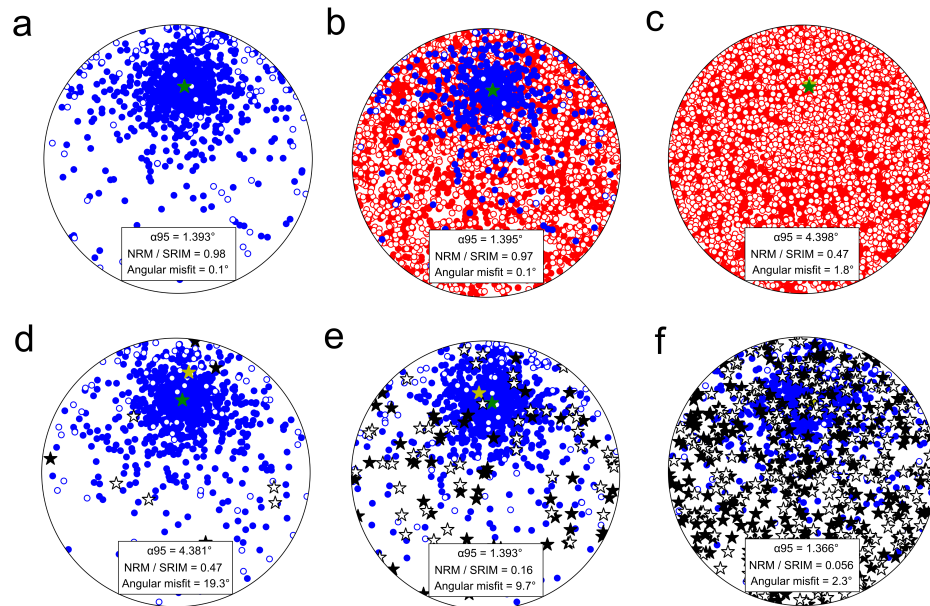 a
α95 = 1.393°
NRM / SRIM = 0.98
Angular misfit = 0.1°
b
α95 = 1.395°
NRM / SRIM = 0.97
Angular misfit = 0.1°
c
α95 = 4.398°
NRM / SRIM = 0.47
Angular misfit = 1.8°
d
α95 = 4.381°
NRM / SRIM = 0.47
Angular misfit = 19.3°
e
α95 = 1.393°
NRM / SRIM = 0.16
Angular misfit = 9.7°
f
α95 = 1.366°
NRM / SRIM = 0.056
Angular misfit = 2.3°